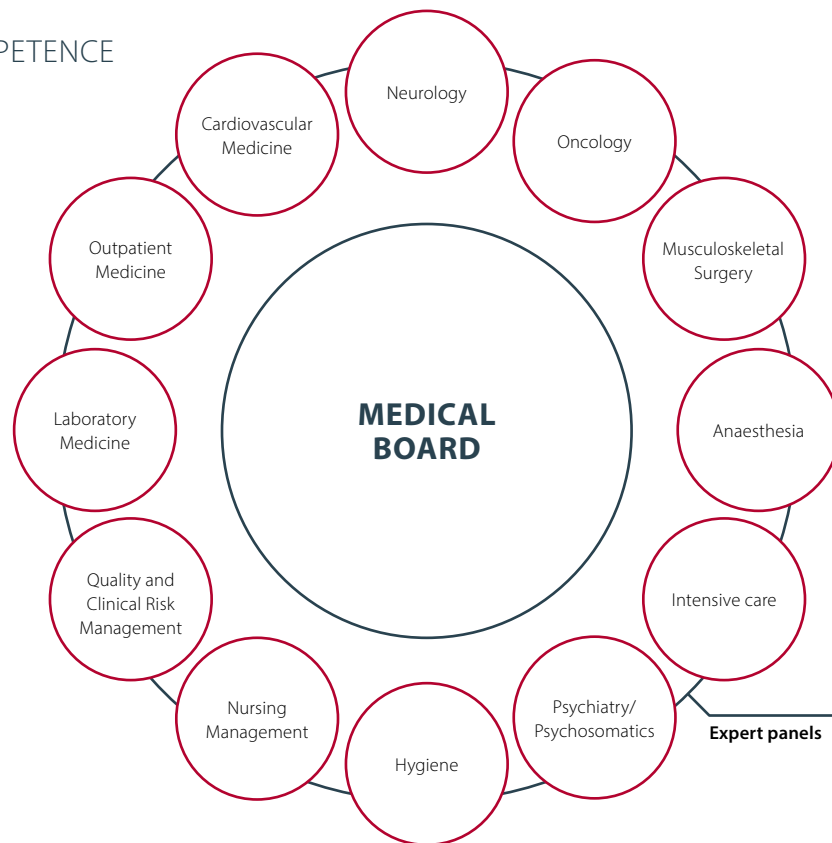 PETENCE
Neurology
Oncology
Musculoskeletal
Surgery
Anaesthesia
Intensive care
Expert panels
Psychiatry/
Psychosomatics
Hygiene
Nursing
Management
Quality and
Clinical Risk
Management
Laboratory
Medicine
Outpatient
Medicine
Cardiovascular
Medicine
MEDICAL
BOARD